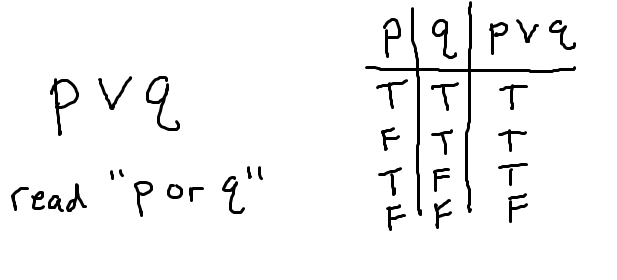 p ∨ q
read "p or q"
p q p ∨ q
T T T
F T T
T F T
F F F